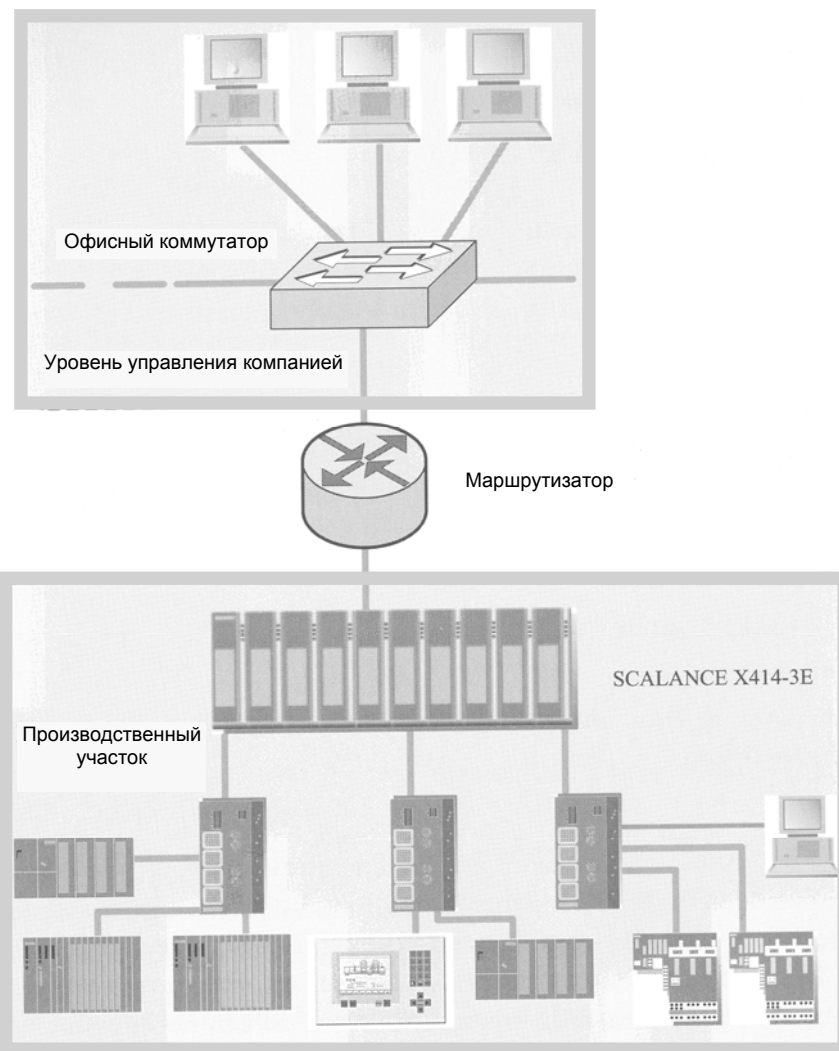 Офисный коммутатор
Уровень управления компанией
Маршрутизатор
SCALANCE X414-3E
Производственный
участок